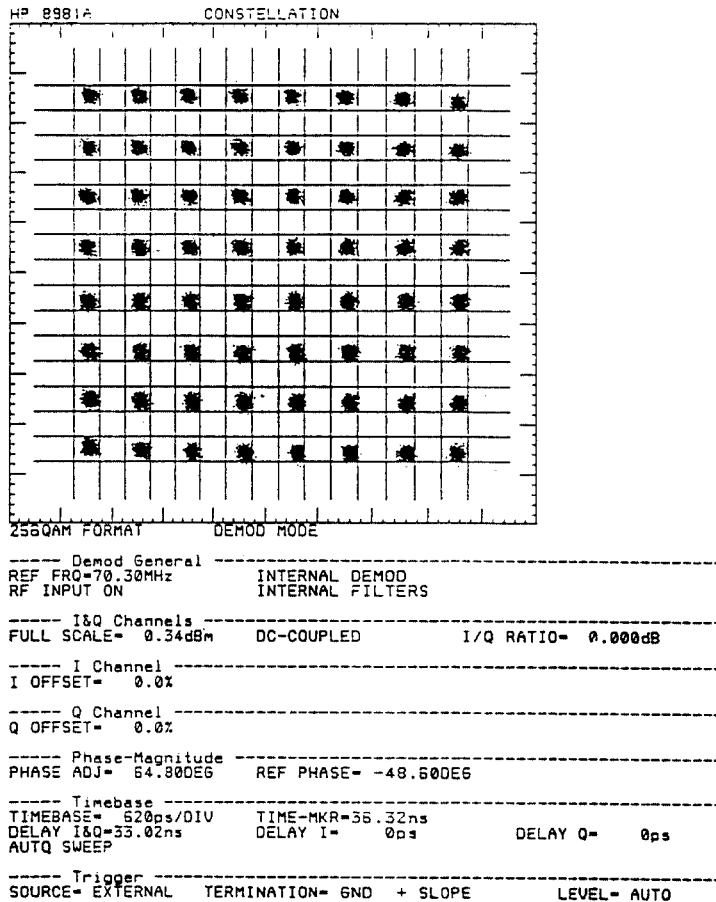 HP 8981A CONSTELLATION
256QAM FORMAT DEMOD MODE
----- Demod General -----
REF FRQ=70.30MHz INTERNAL DEMOD
RF INPUT ON INTERNAL FILTERS
----- I&Q Channels -----
FULL SCALE= 0.34dBm DC-COUPLED I/Q RATIO= 0.000dB
----- I Channel -----
I OFFSET= 0.0%
----- Q Channel -----
Q OFFSET= 0.0%
----- Phase-Magnitude -----
PHASE ADJ= 64.80DEG REF PHASE= -48.60DEG
----- Timebase -----
TIMEBASE= 620ps/DIV TIME-MKR=36.32ns
DELAY I&Q=33.02ns DELAY I= 0ps DELAY Q= 0ps
AUTO SWEEP
----- Trigger -----
SOURCE= EXTERNAL TERMINATION= GND + SLOPE LEVEL= AUTO